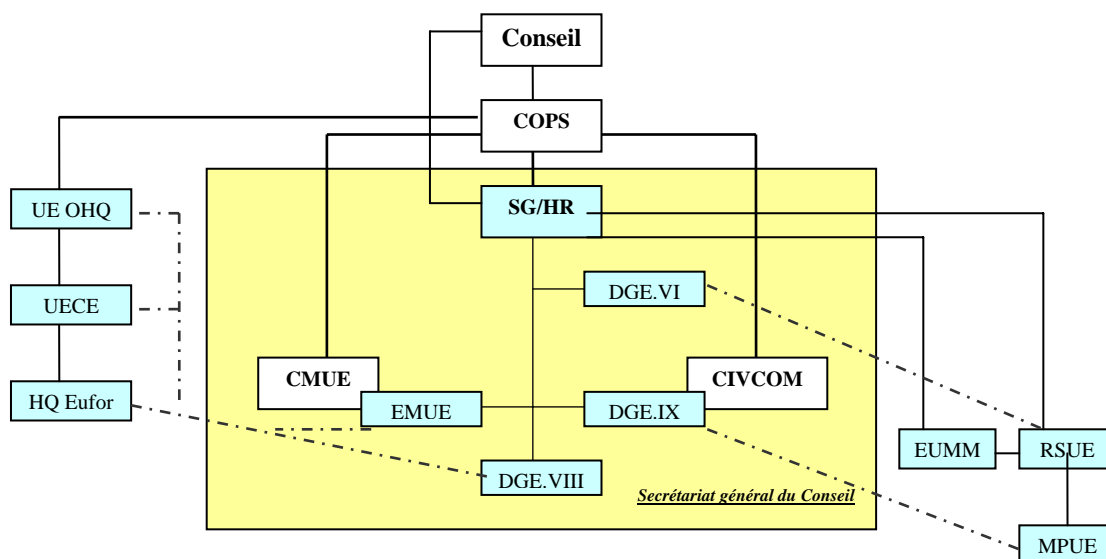 Conseil
COPS
UE OHQ
SG/HR
DGE.VI
UECE
CMUE
CIVCOM
HQ Eufor
EMUE
DGE.IX
EUMM
RSUE
DGE.VIII
Secrétariat général du Conseil
MPUE